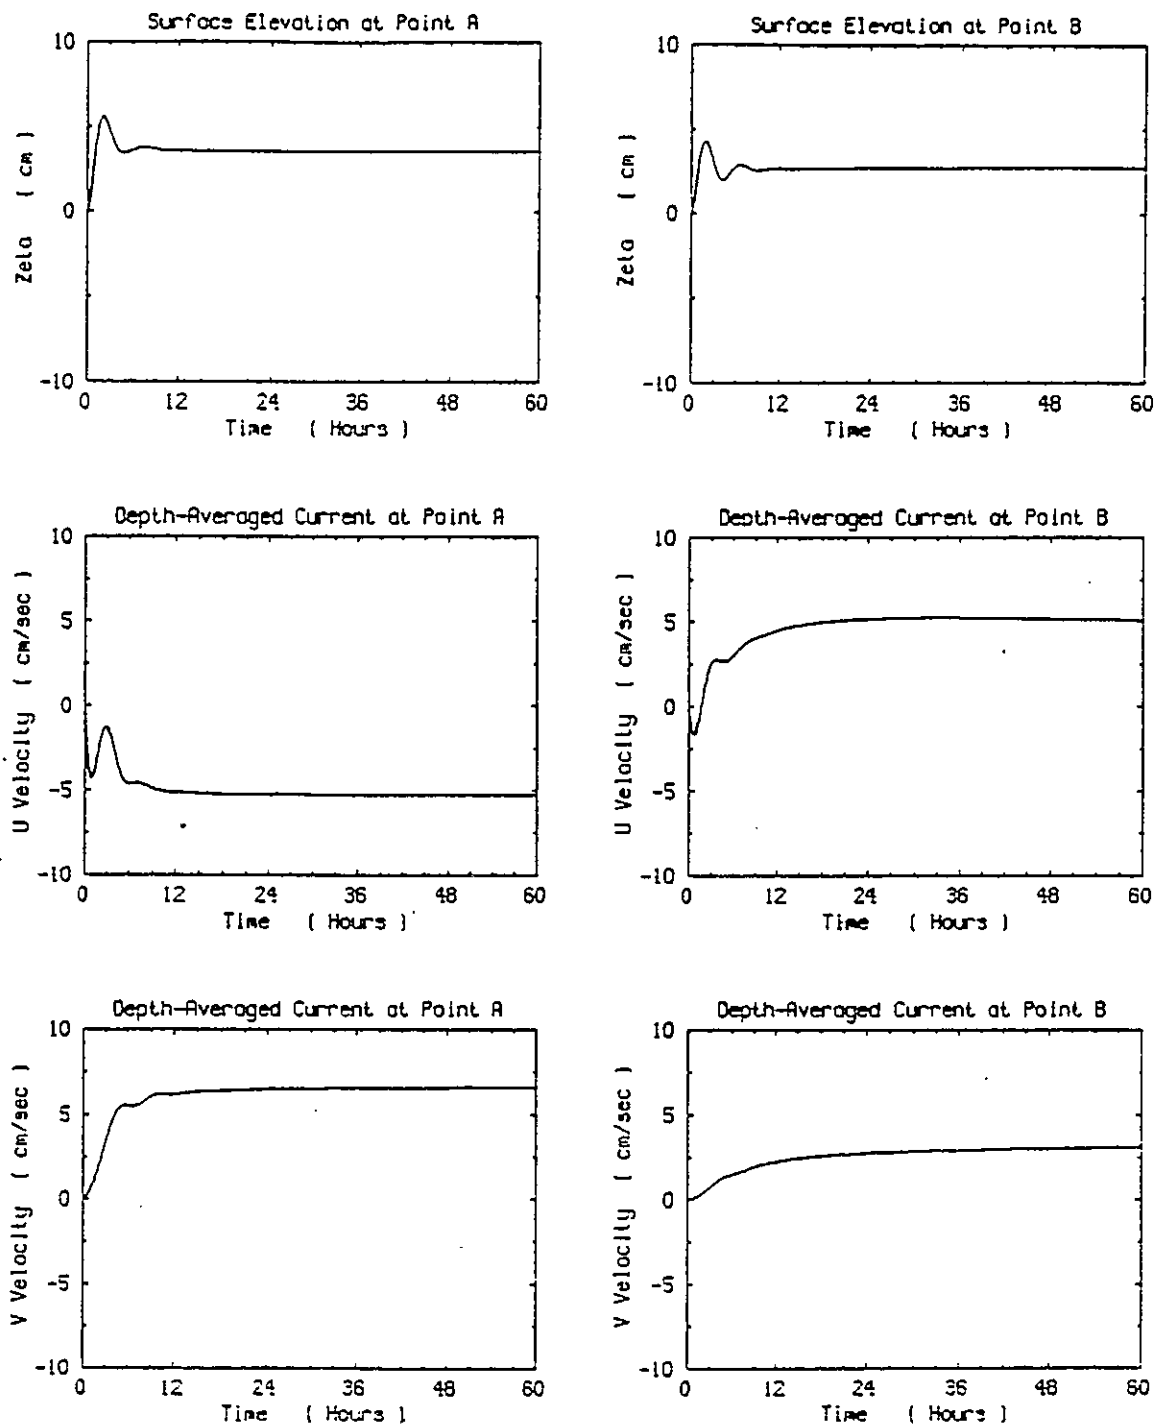 Surface Elevation at Point A
10
0
-10
Zeta ( cm )
0 12 24 36 48 60
Time ( Hours )
Surface Elevation at Point B
10
0
-10
Zeta ( cm )
0 12 24 36 48 60
Time ( Hours )
Depth-Averaged Current at Point A
10
5
0
-5
-10
U Velocity ( cm/sec )
0 12 24 36 48 60
Time ( Hours )
Depth-Averaged Current at Point B
10
5
0
-5
-10
U Velocity ( cm/sec )
0 12 24 36 48 60
Time ( Hours )
Depth-Averaged Current at Point A
10
5
0
-5
-10
V Velocity ( cm/sec )
0 12 24 36 48 60
Time ( Hours )
Depth-Averaged Current at Point B
10
5
0
-5
-10
V Velocity ( cm/sec )
0 12 24 36 48 60
Time ( Hours )